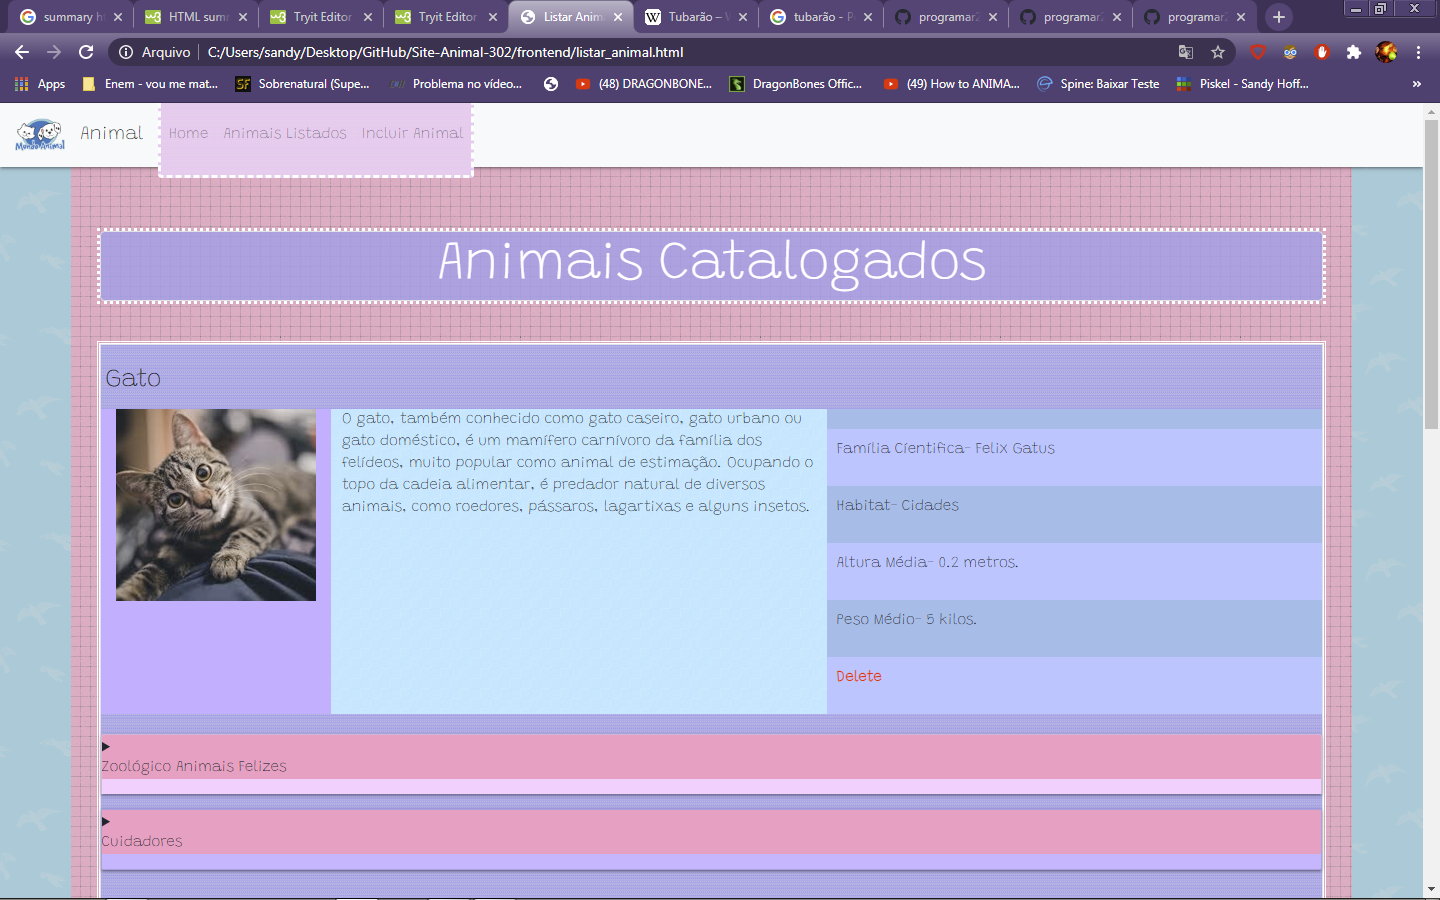 summary h
HTML sum
Tryit Editor
Tryit Editor
Listar Anim
Tubarão – W
tubarão - P
programar
programar
programar
Arquivo | C:/Users/sandy/Desktop/GitHub/Site-Animal-302/frontend/listar_animal.html
Apps
Enem - vou me mat...
Sobrenatural (Supe...
Problema no vídeo...
(48) DRAGONBONE...
DragonBones Offic...
(49) How to ANIMA...
Spine: Baixar Teste
Piskel - Sandy Hoff...
»
Mundo Animal
Animal
Home
Animais Listados
Incluir Animal
Animais Catalogados
Gato
O gato, também conhecido como gato caseiro, gato urbano ou
gato doméstico, é um mamífero carnívoro da família dos
felídeos, muito popular como animal de estimação. Ocupando o
topo da cadeia alimentar, é predador natural de diversos
animais, como roedores, pássaros, lagartixas e alguns insetos.
Família Científica- Felix Gatus
Habitat- Cidades
Altura Média- 0.2 metros.
Peso Médio- 5 kilos.
Delete
Zoológico Animais Felizes
Cuidadores